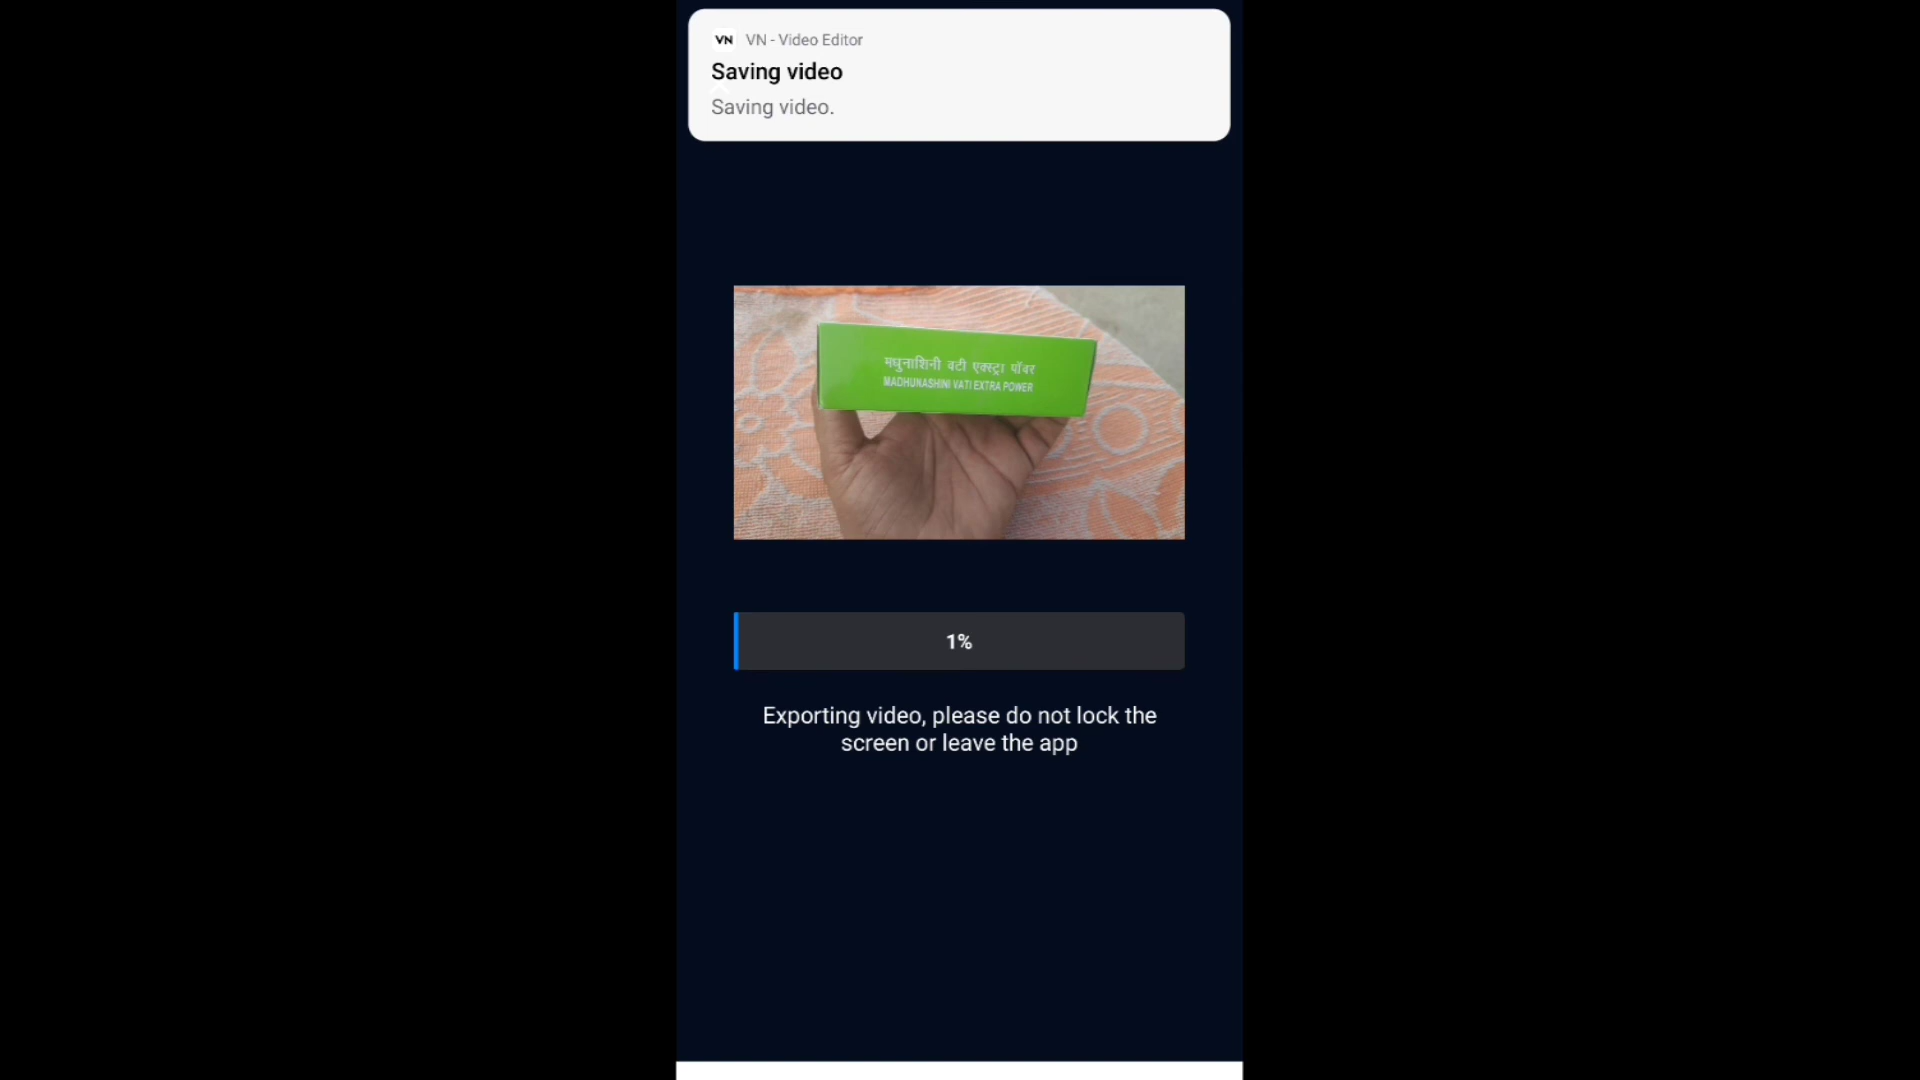 VN VN - Video Editor
Saving video
Saving video.
मधुनाशिनी वटी एक्स्ट्रा पॉवर
MADHUNASHINI VATI EXTRA POWER
1%
Exporting video, please do not lock the
screen or leave the app